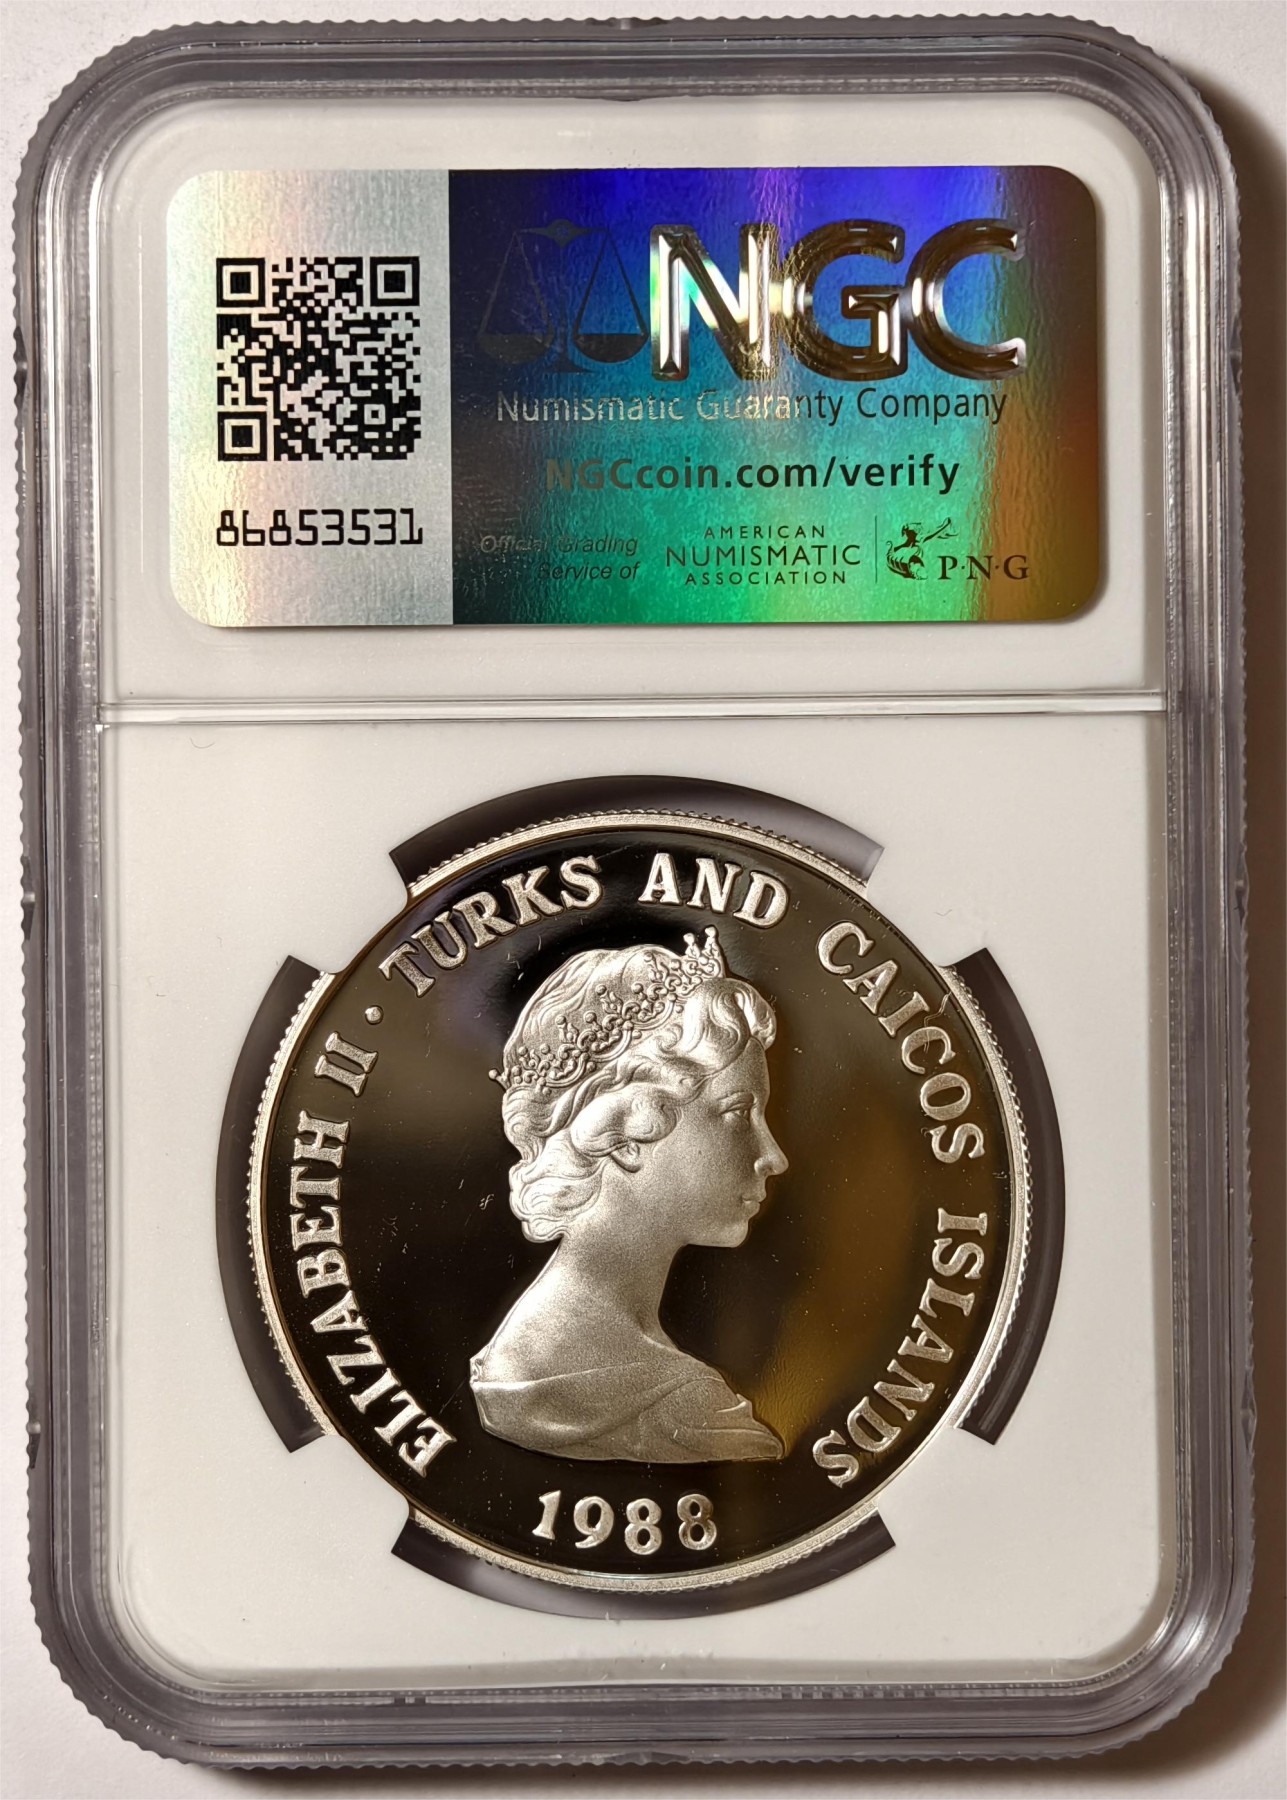 NGC
Numismatic Guaranty Company
NGCcoin.com/verify
86853531
Official Grading
Service of
AMERICAN
NUMISMATIC
ASSOCIATION
P·N·G
ELIZABETH II · TURKS AND CAICOS ISLANDS
1988